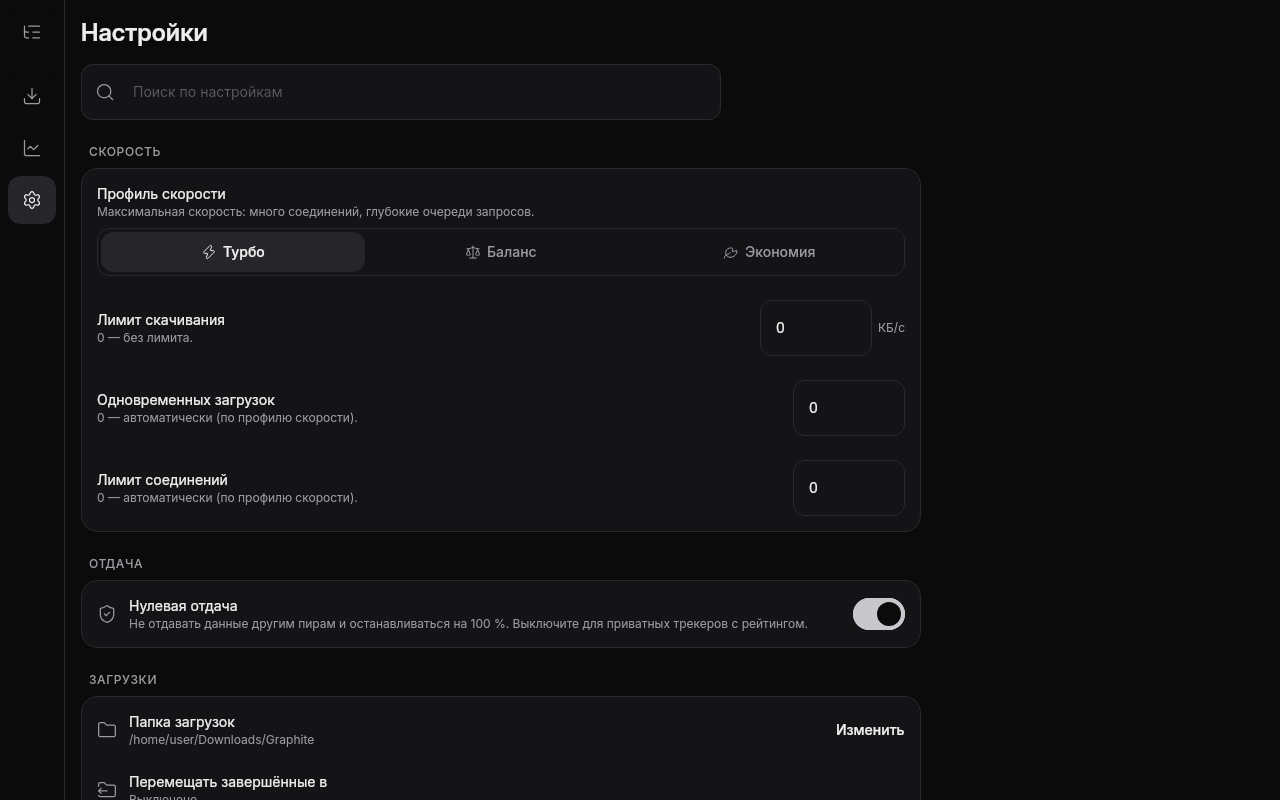 Настройки
Поиск по настройкам
СКОРОСТЬ
Профиль скорости
Максимальная скорость: много соединений, глубокие очереди запросов.
Турбо
Баланс
Экономия
Лимит скачивания
0 — без лимита.
0
КБ/с
Одновременных загрузок
0 — автоматически (по профилю скорости).
0
Лимит соединений
0 — автоматически (по профилю скорости).
0
ОТДАЧА
Нулевая отдача
Не отдавать данные другим пирам и останавливаться на 100 %. Выключите для приватных трекеров с рейтингом.
ЗАГРУЗКИ
Папка загрузок
/home/user/Downloads/Graphite
Изменить
Перемещать завершённые в
Выключено